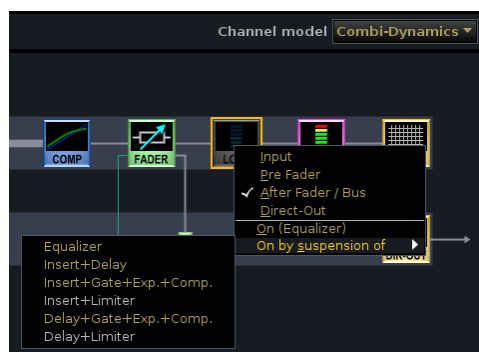 Channel model Combi-Dynamics
COMP
FADER
Input
Pre Fader
After Fader / Bus
Direct-Out
On (Equalizer)
On by suspension of
Equalizer
Insert+Delay
Insert+Gate+Exp.+Comp.
Insert+Limiter
Delay+Gate+Exp.+Comp.
Delay+Limiter